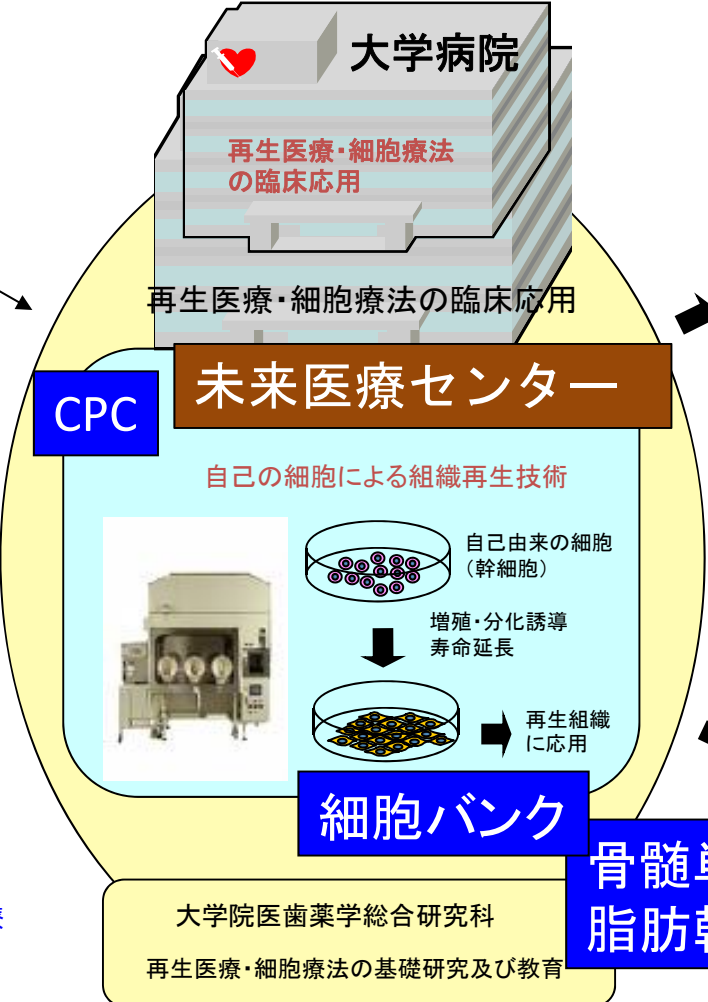 大学病院
再生医療・細胞療法
の臨床応用
再生医療・細胞療法の臨床応用
未来医療センター
CPC
自己の細胞による組織再生技術
自己由来の細胞
（幹細胞）
増殖・分化誘導
寿命延長
再生組織
に応用
細胞バンク
骨髄単
脂肪幹
大学院医歯薬学総合研究科
再生医療・細胞療法の基礎研究及び教育